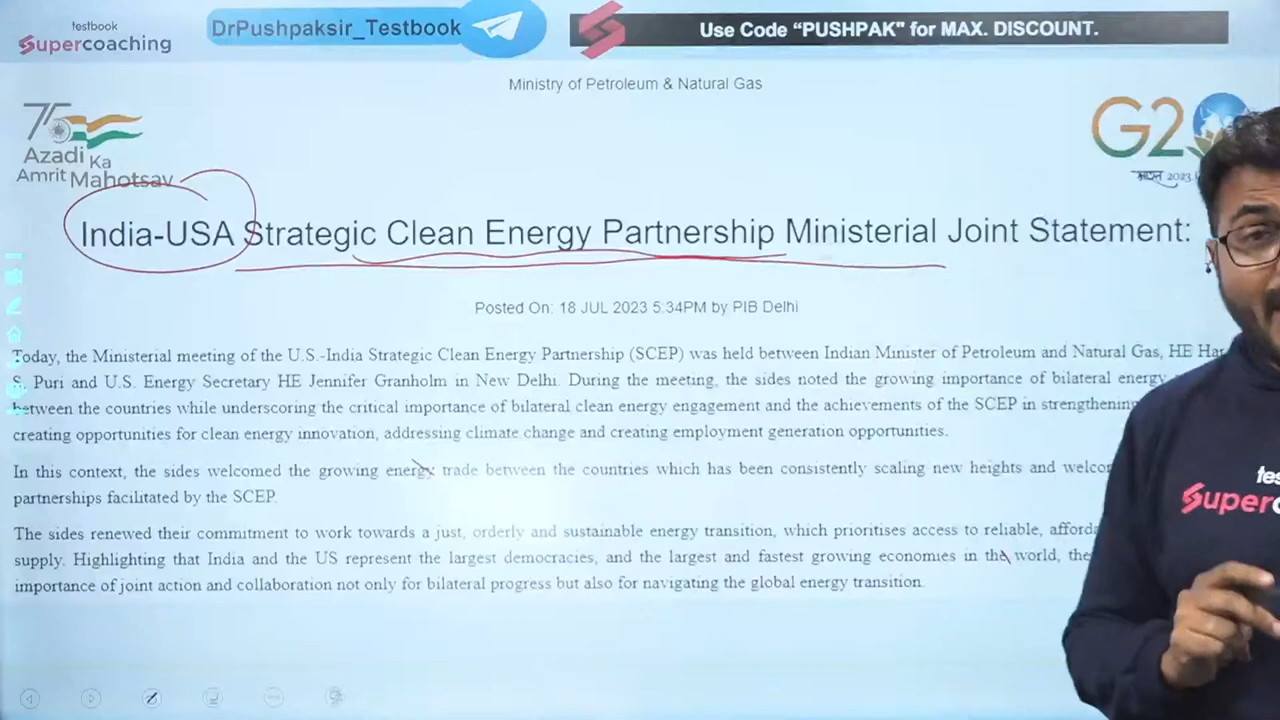 testbook
Supercoaching
DrPushpaksir_Testbook
Use Code “PUSHPAK" for MAX. DISCOUNT.
Ministry of Petroleum & Natural Gas
75
Azadi Ka
Amrit Mahotsav
G20
भारत 2023
India-USA Strategic Clean Energy Partnership Ministerial Joint Statement:
Posted On: 18 JUL 2023 5:34PM by PIB Delhi
Today, the Ministerial meeting of the U.S.-India Strategic Clean Energy Partnership (SCEP) was held between Indian Minister of Petroleum and Natural Gas, HE Har
S. Puri and U.S. Energy Secretary HE Jennifer Granholm in New Delhi. During the meeting, the sides noted the growing importance of bilateral energy
between the countries while underscoring the critical importance of bilateral clean energy engagement and the achievements of the SCEP in strengthening
creating opportunities for clean energy innovation, addressing climate change and creating employment generation opportunities.
In this context, the sides welcomed the growing energy trade between the countries which has been consistently scaling new heights and
partnerships facilitated by the SCEP.
The sides renewed their commitment to work towards a just, orderly and sustainable energy transition, which prioritises access to reliable,
supply. Highlighting that India and the US represent the largest democracies, and the largest and fastest growing economies in the world,
importance of joint action and collaboration not only for bilateral progress but also for navigating the global energy transition.
tes
Superc